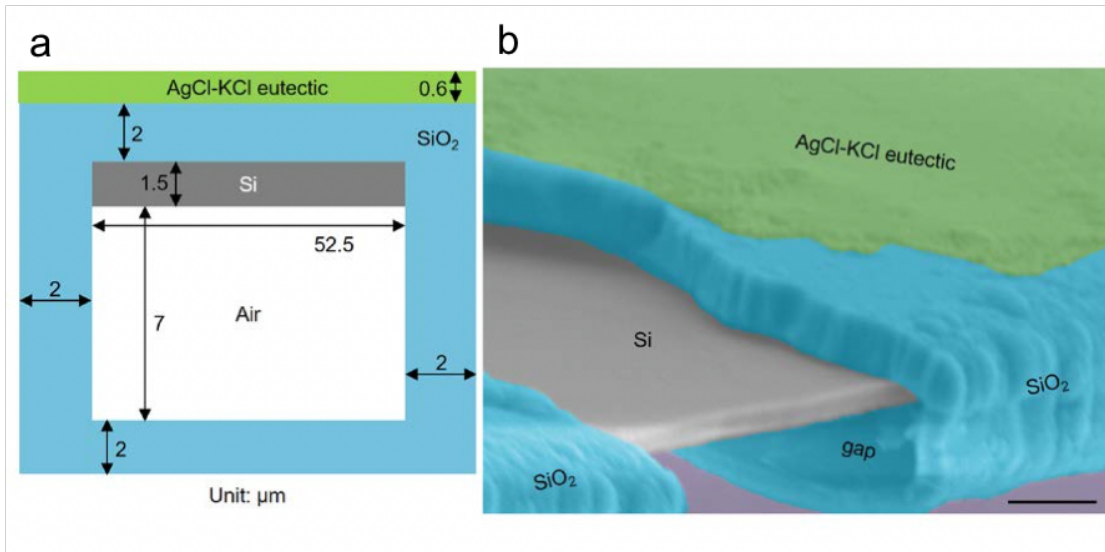 a
AgCl-KCl eutectic
0.6
2
SiO₂
1.5
Si
52.5
2
7
Air
2
2
Unit: µm
b
AgCl-KCl eutectic
Si
SiO₂
gap
SiO₂